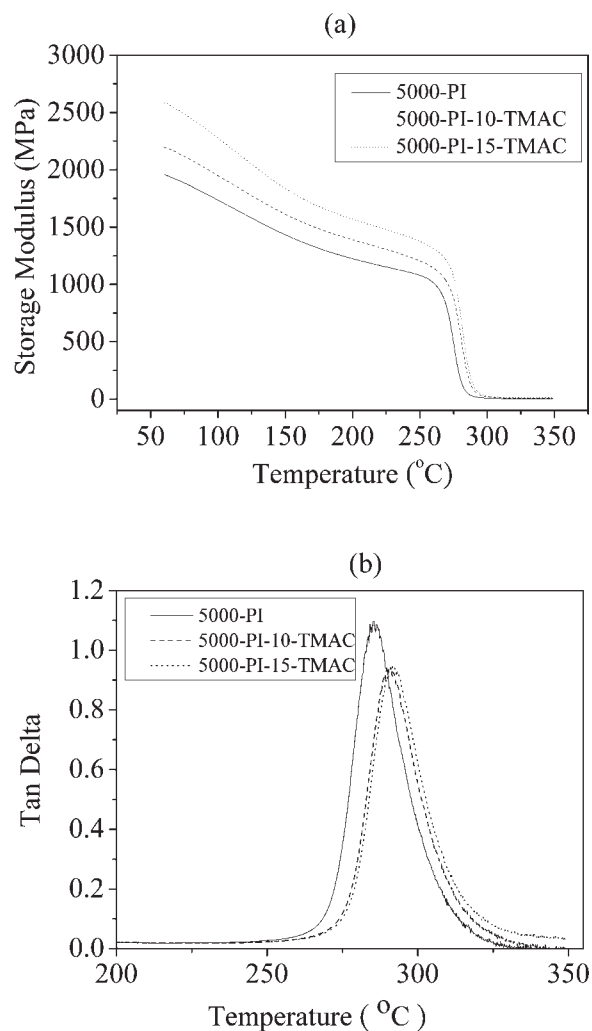 (a)
3000
2500
2000
1500
1000
500
0
Storage Modulus (MPa)
5000-PI
5000-PI-10-TMAC
5000-PI-15-TMAC
50 100 150 200 250 300 350
Temperature (°C)
(b)
1.2
1.0
0.8
0.6
0.4
0.2
0.0
Tan Delta
5000-PI
5000-PI-10-TMAC
5000-PI-15-TMAC
200 250 300 350
Temperature ( °C)